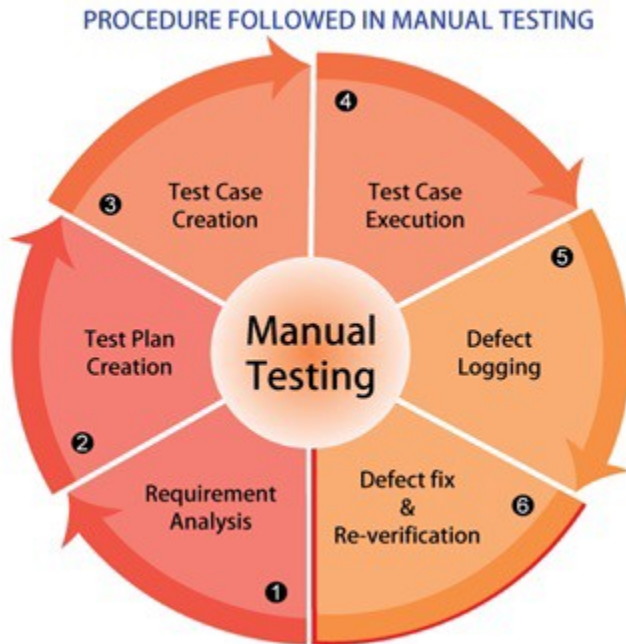 PROCEDURE FOLLOWED IN MANUAL TESTING
4
3
Test Case
Creation
Test Case
Execution
5
Test Plan
Creation
Manual
Testing
Defect
Logging
2
Requirement
Analysis
Defect fix
&
Re-verification
6
1